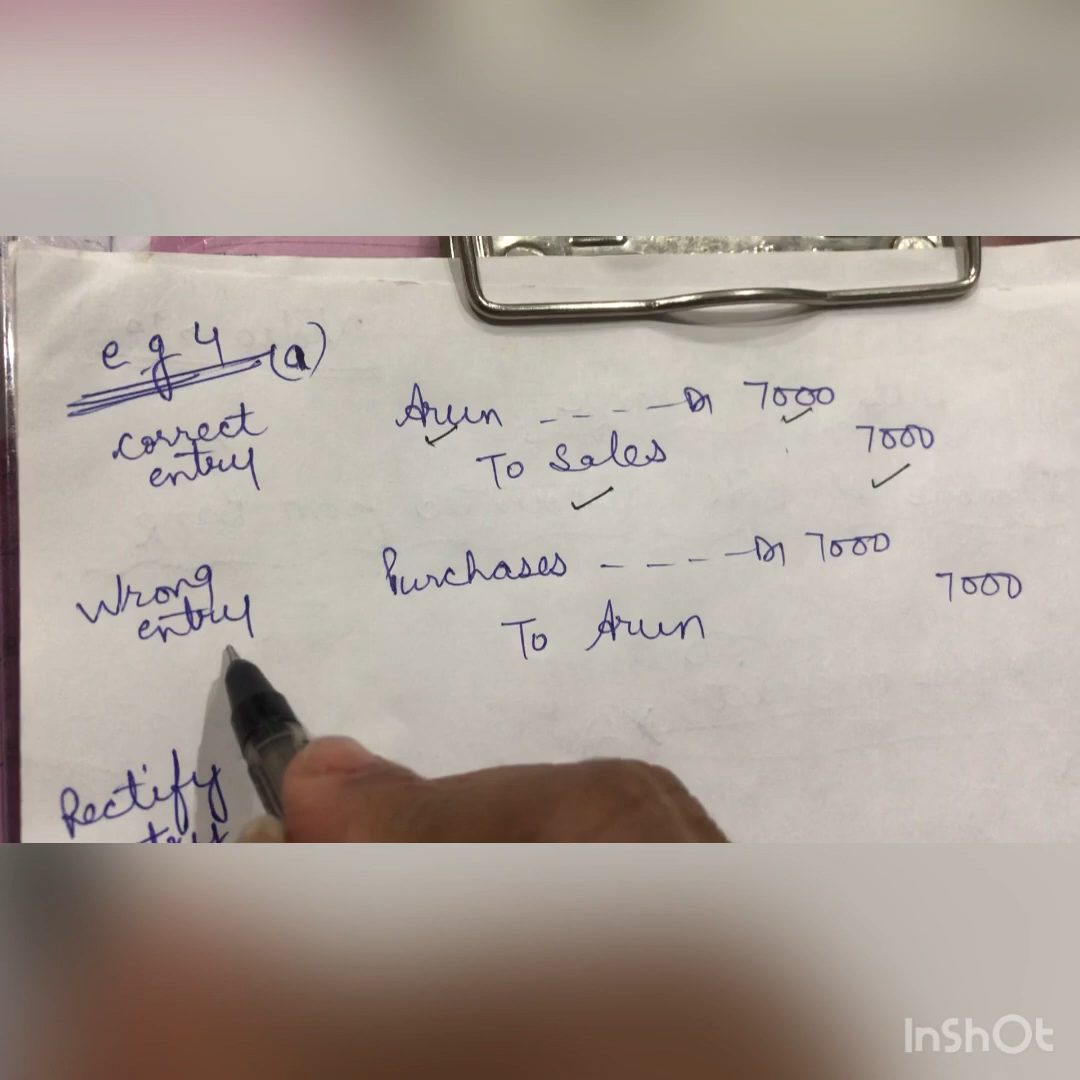 e g 4 (a)
correct entry
Arun - - - - Dr 7000
To Sales 7000
Wrong entry
Purchases - - - - Dr 7000
To Arun 7000
Rectify
InShOt